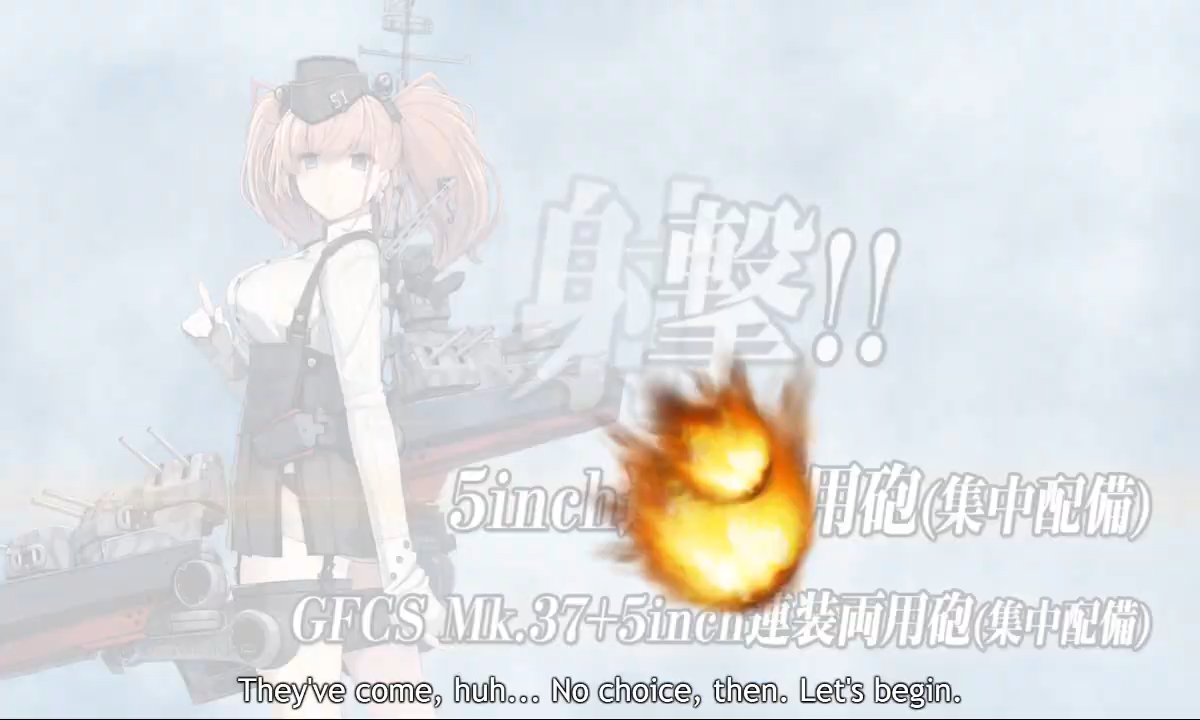 51
射撃!!
5inch 用砲(集中配備)
GFCS Mk.37+5inch連装両用砲(集中配備)
They've come, huh... No choice, then. Let's begin.